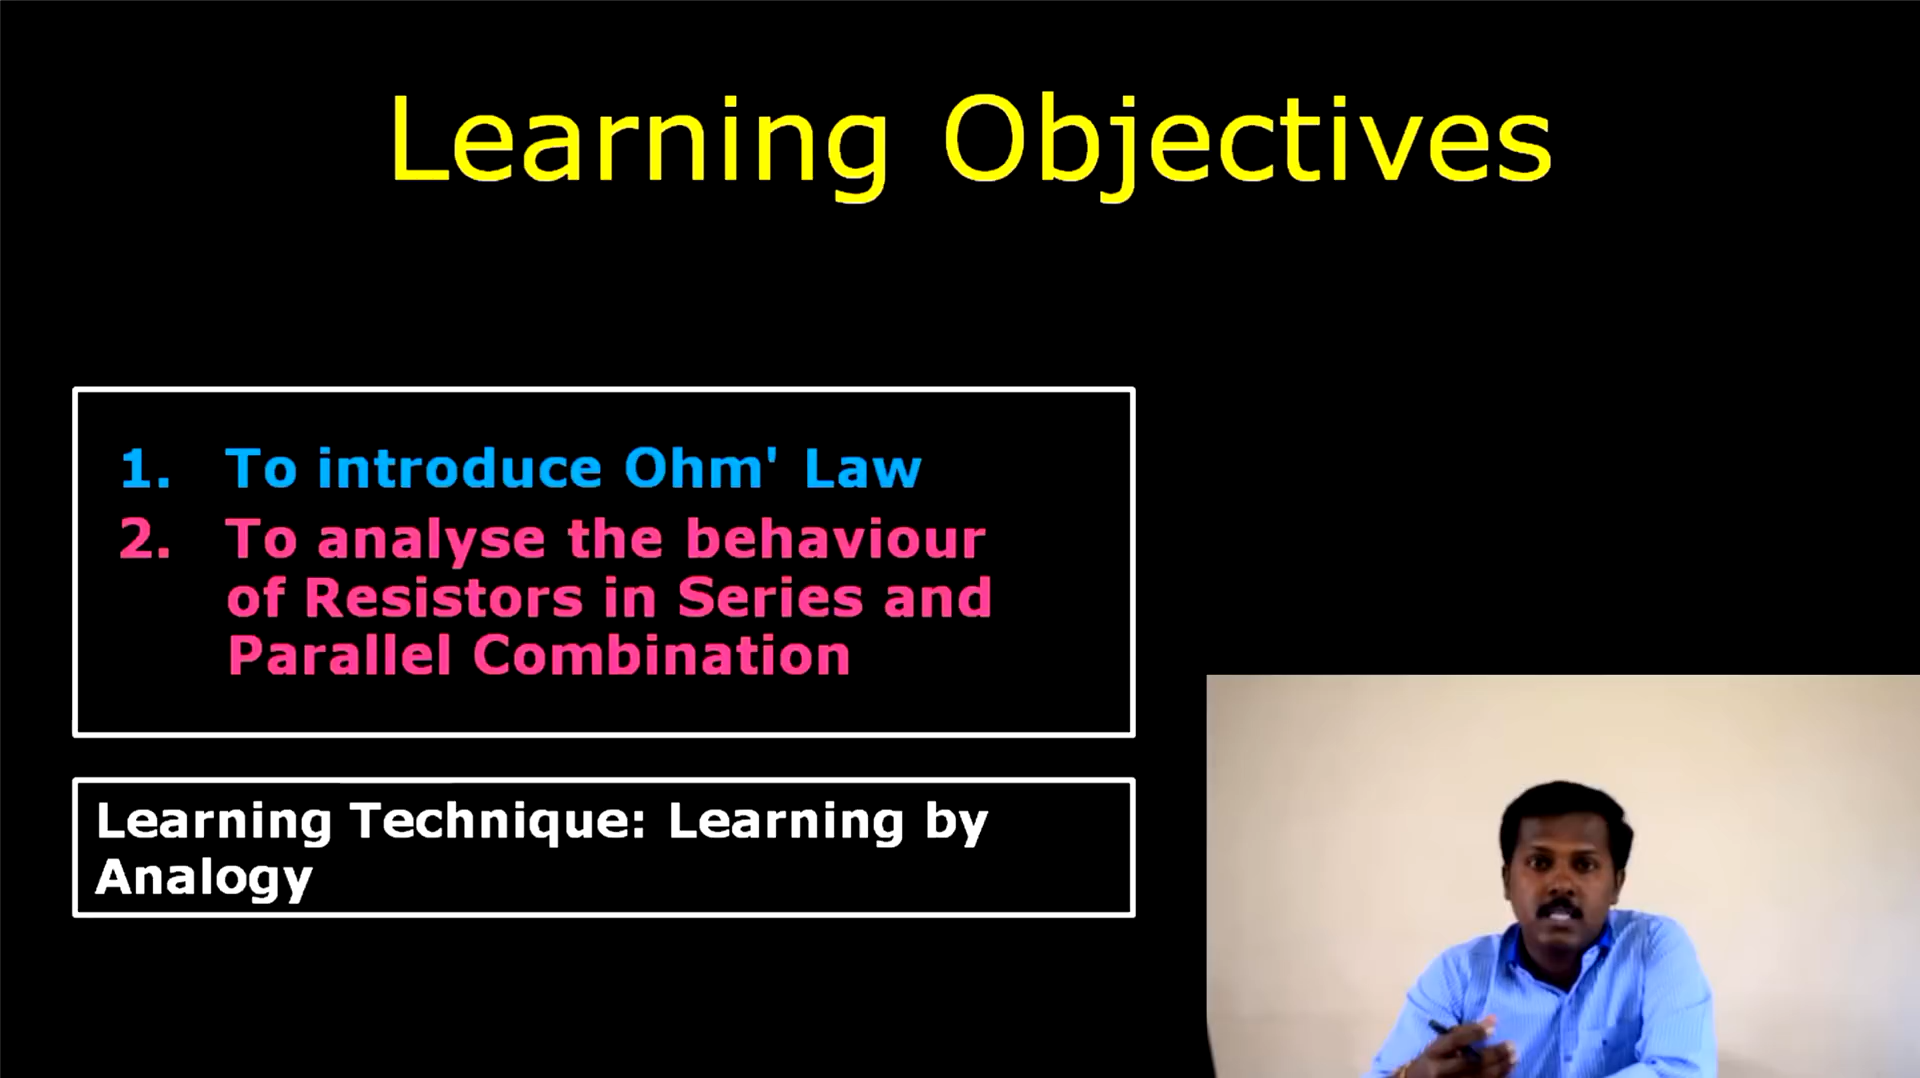 Learning Objectives
1. To introduce Ohm' Law
2. To analyse the behaviour
of Resistors in Series and
Parallel Combination
Learning Technique: Learning by
Analogy